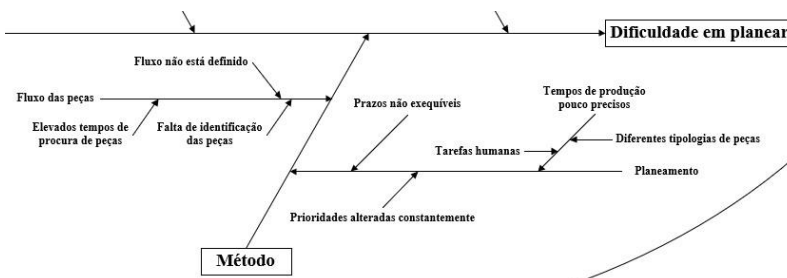 Dificuldade em planear
Fluxo não está definido
Fluxo das peças
Elevados tempos de
procura de peças
Falta de identificação
das peças
Prazos não exequíveis
Tempos de produção
pouco precisos
Tarefas humanas
Diferentes tipologias de peças
Planeamento
Prioridades alteradas constantemente
Método